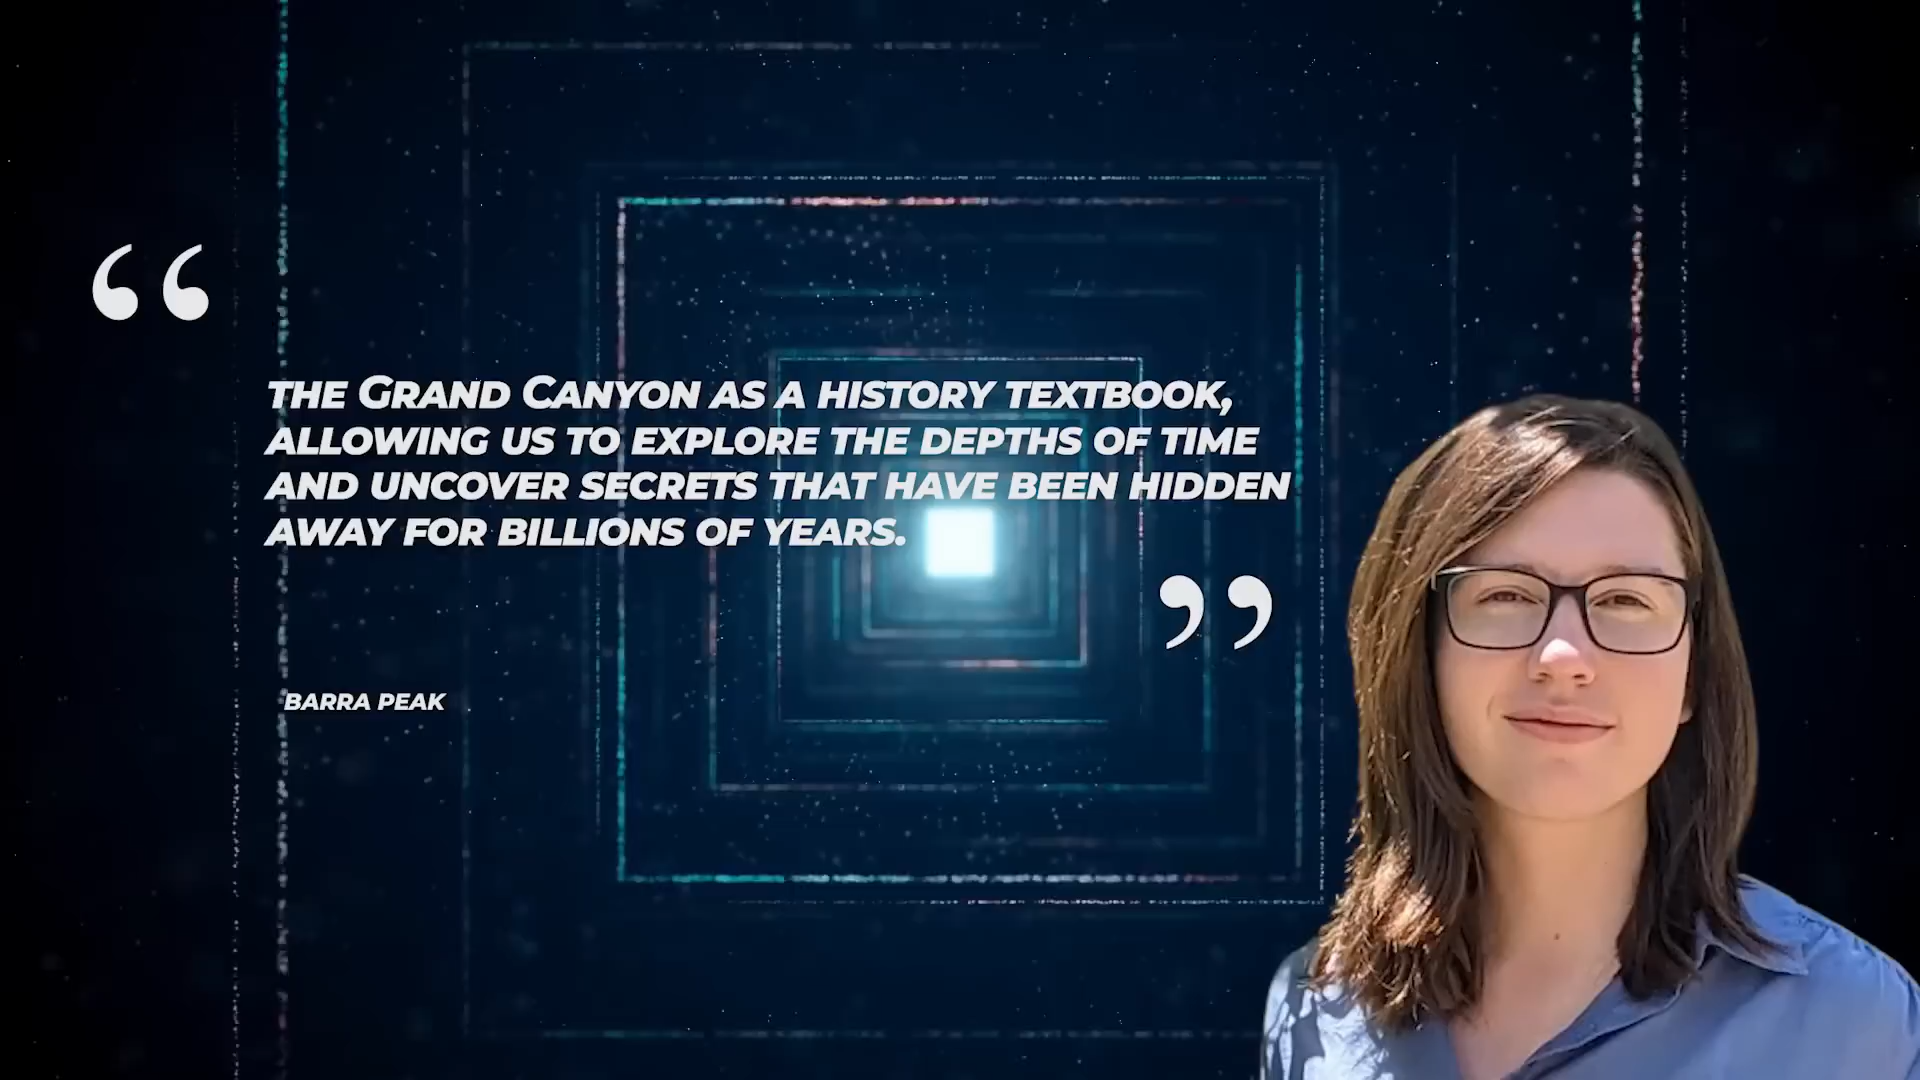 “
THE GRAND CANYON AS A HISTORY TEXTBOOK,
ALLOWING US TO EXPLORE THE DEPTHS OF TIME
AND UNCOVER SECRETS THAT HAVE BEEN HIDDEN
AWAY FOR BILLIONS OF YEARS.
”
BARRA PEAK